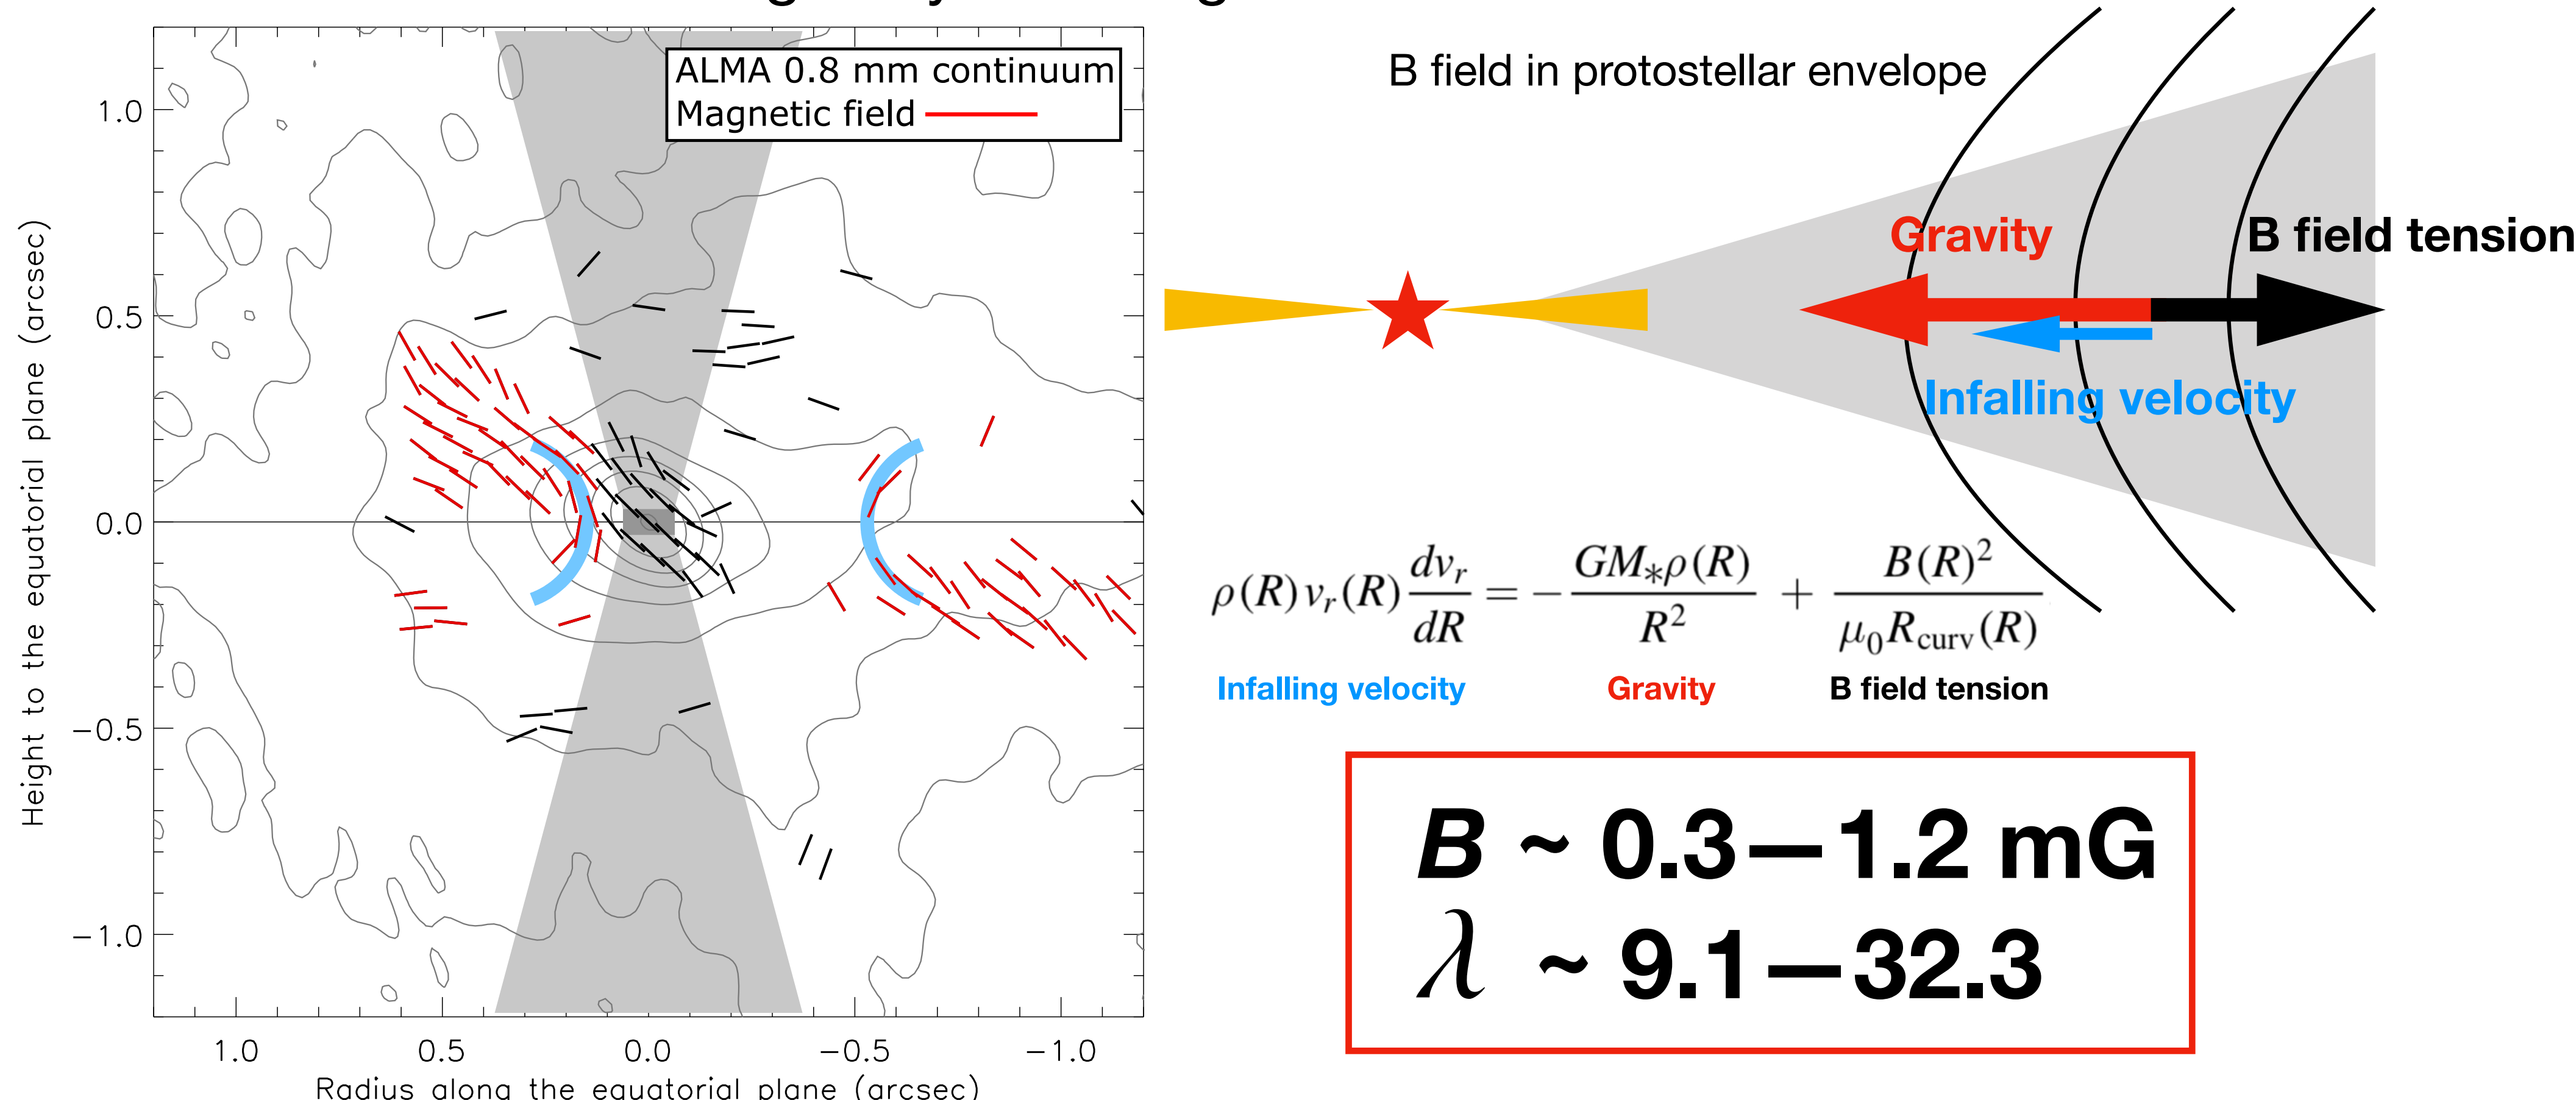 ALMA 0.8 mm continuum
Magnetic field
Height to the equatorial plane (arcsec)
1.0
0.5
0.0
−0.5
−1.0
1.0
0.5
0.0
−0.5
−1.0
Radius along the equatorial plane (arcsec)
B field in protostellar envelope
Gravity
B field tension
Infalling velocity
ρ(R) v_r(R) dv_r/dR = − GM_*ρ(R)/R² + B(R)²/μ₀R_curv(R)
Infalling velocity
Gravity
B field tension
B ~ 0.3—1.2 mG
λ ~ 9.1—32.3